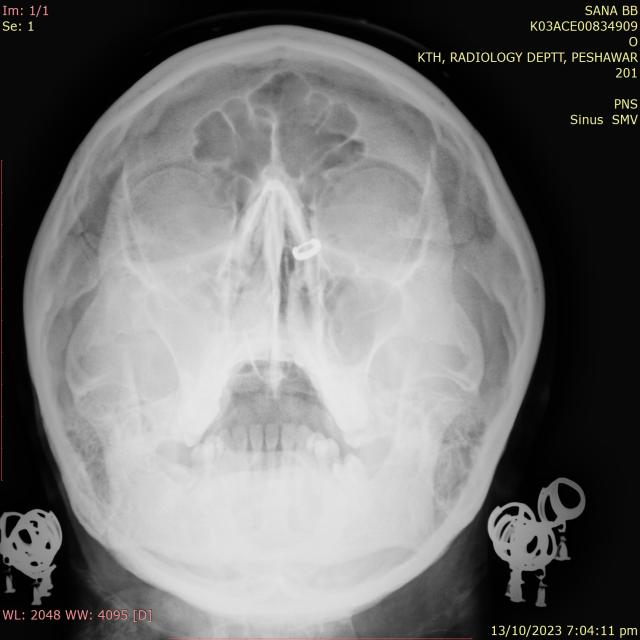 Im: 1/1
Se: 1
SANA BB
K03ACE00834909
O
KTH, RADIOLOGY DEPTT, PESHAWAR
201
PNS
Sinus SMV
WL: 2048 WW: 4095 [D]
13/10/2023 7:04:11 pm